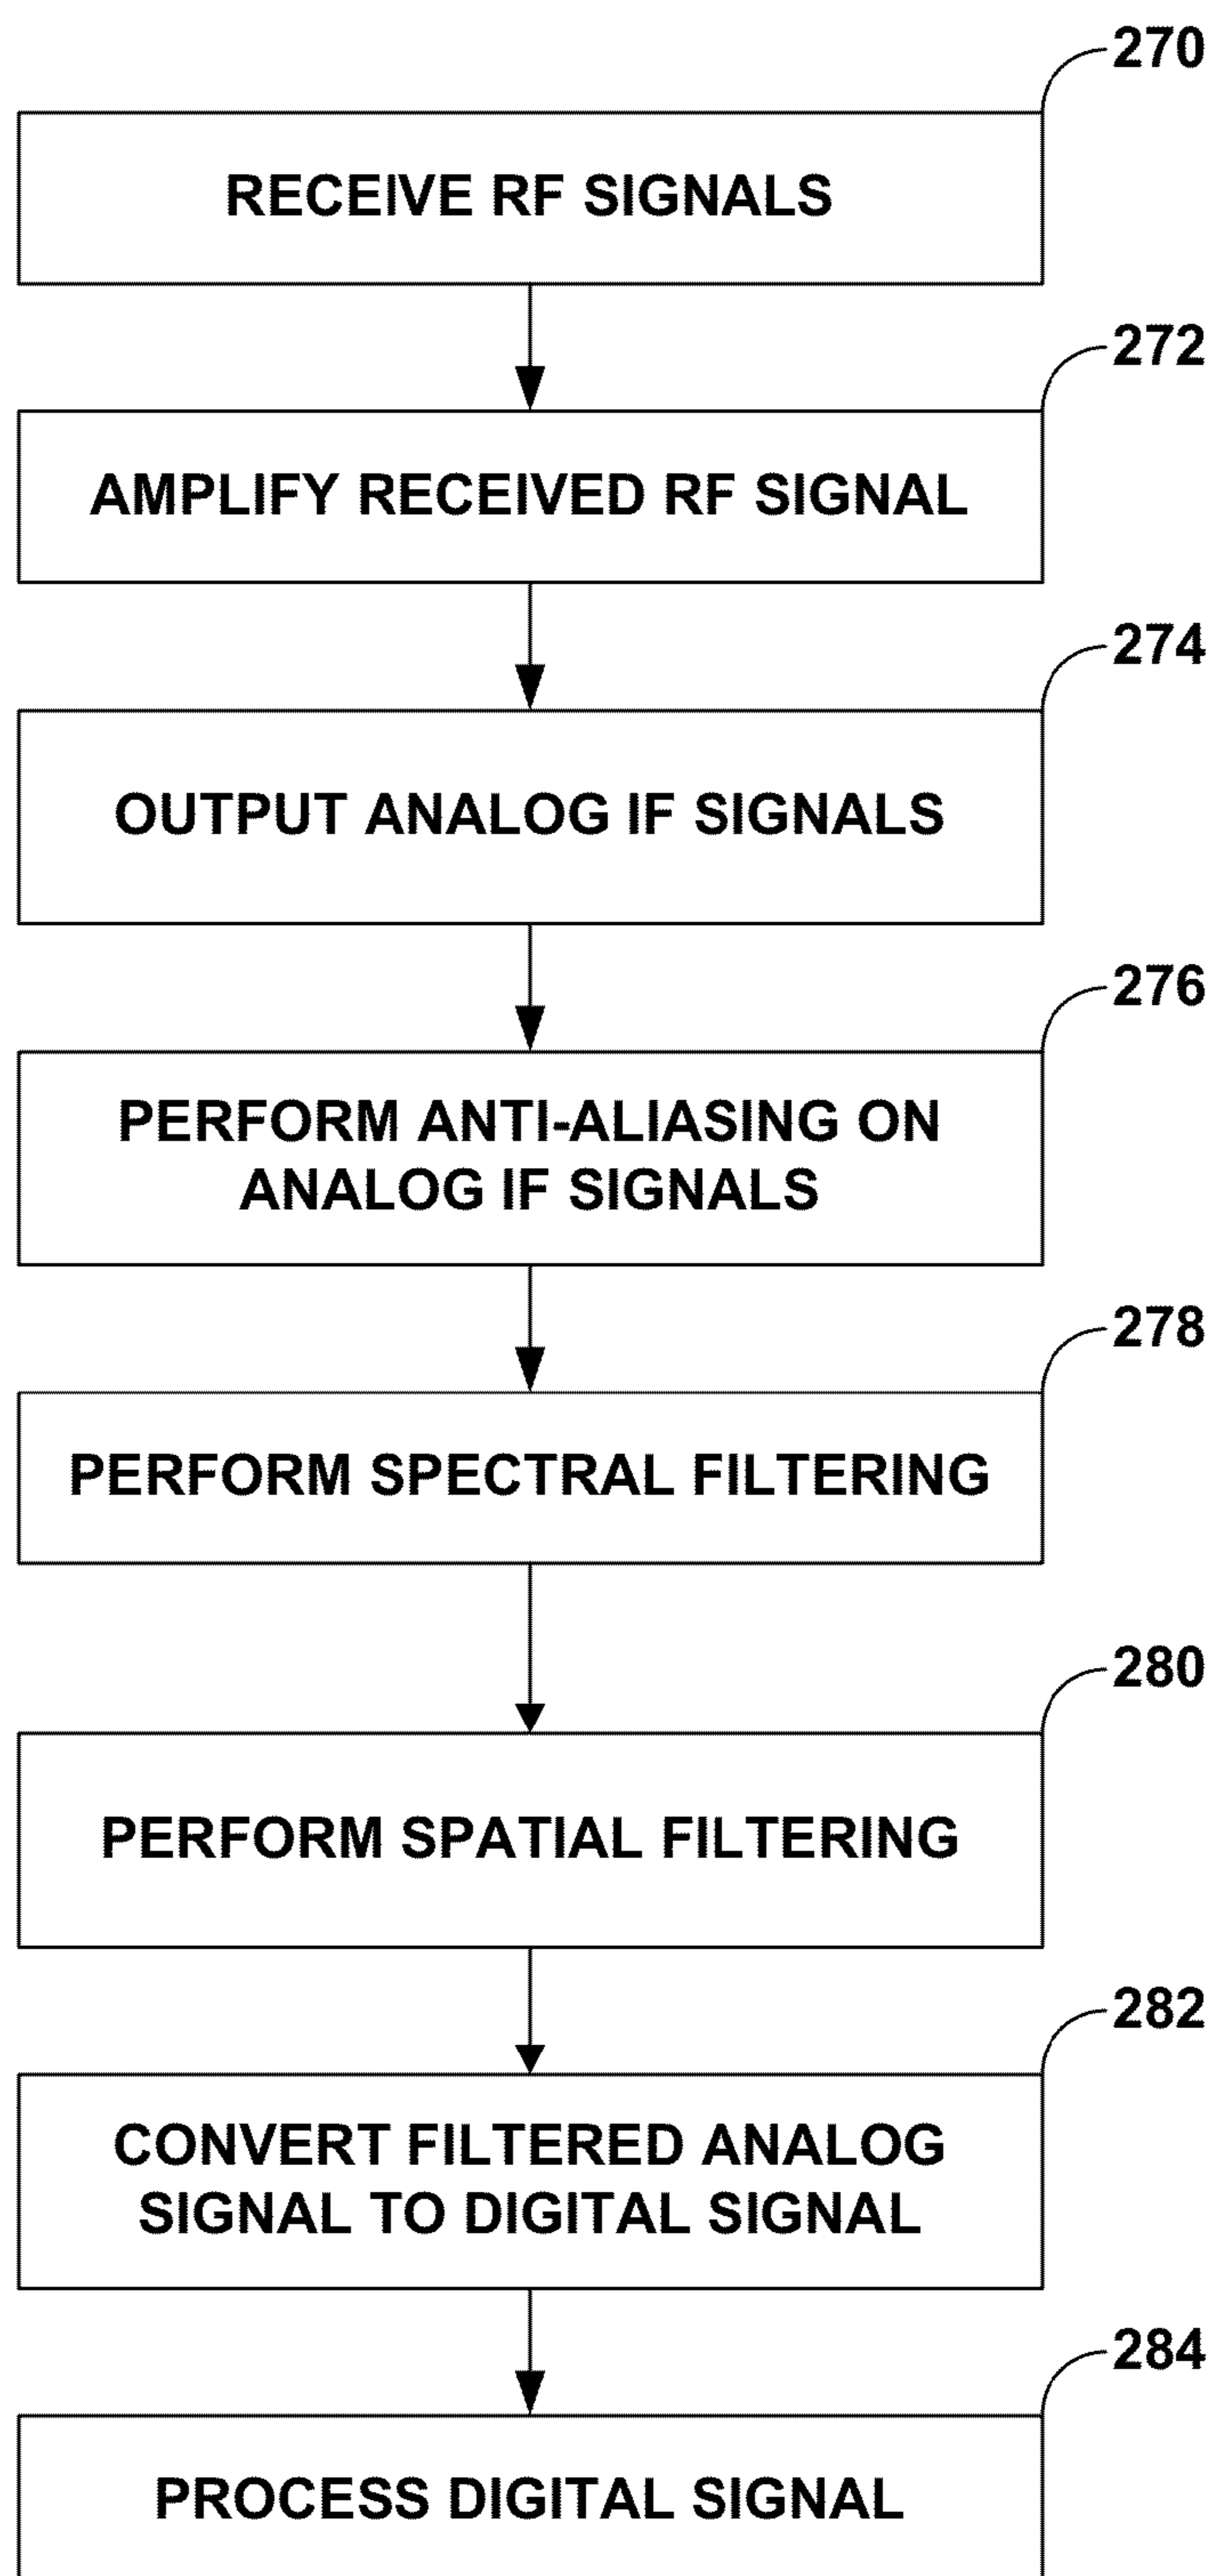 270
RECEIVE RF SIGNALS
272
AMPLIFY RECEIVED RF SIGNAL
274
OUTPUT ANALOG IF SIGNALS
276
PERFORM ANTI-ALIASING ON
ANALOG IF SIGNALS
278
PERFORM SPECTRAL FILTERING
280
PERFORM SPATIAL FILTERING
282
CONVERT FILTERED ANALOG
SIGNAL TO DIGITAL SIGNAL
284
PROCESS DIGITAL SIGNAL